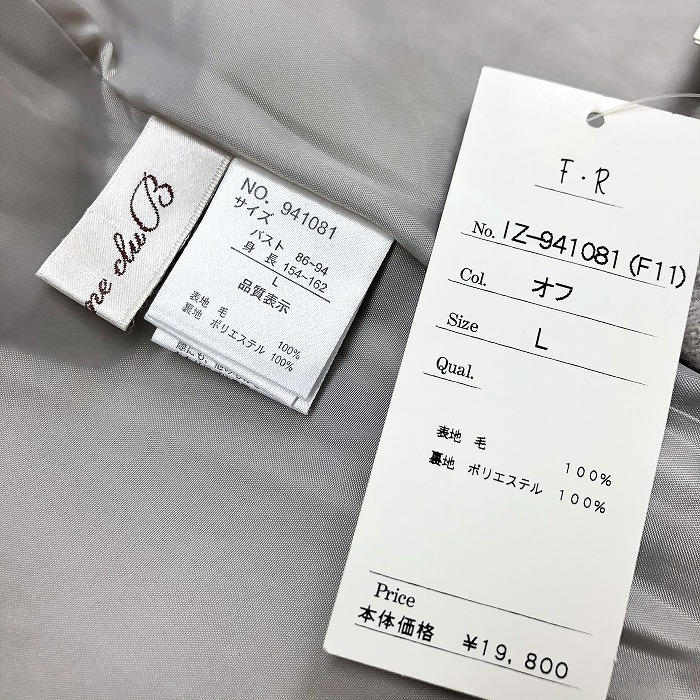 me cluB
NO. 941081
サイズ
バスト 86-94
身長 154-162
L
品質表示
表地 毛 100%
裏地 ポリエステル 100%
F・R
No. IZ-941081(F11)
Col. オフ
Size L
Qual.
表地 毛 100%
裏地 ポリエステル 100%
Price
本体価格 ¥19,800